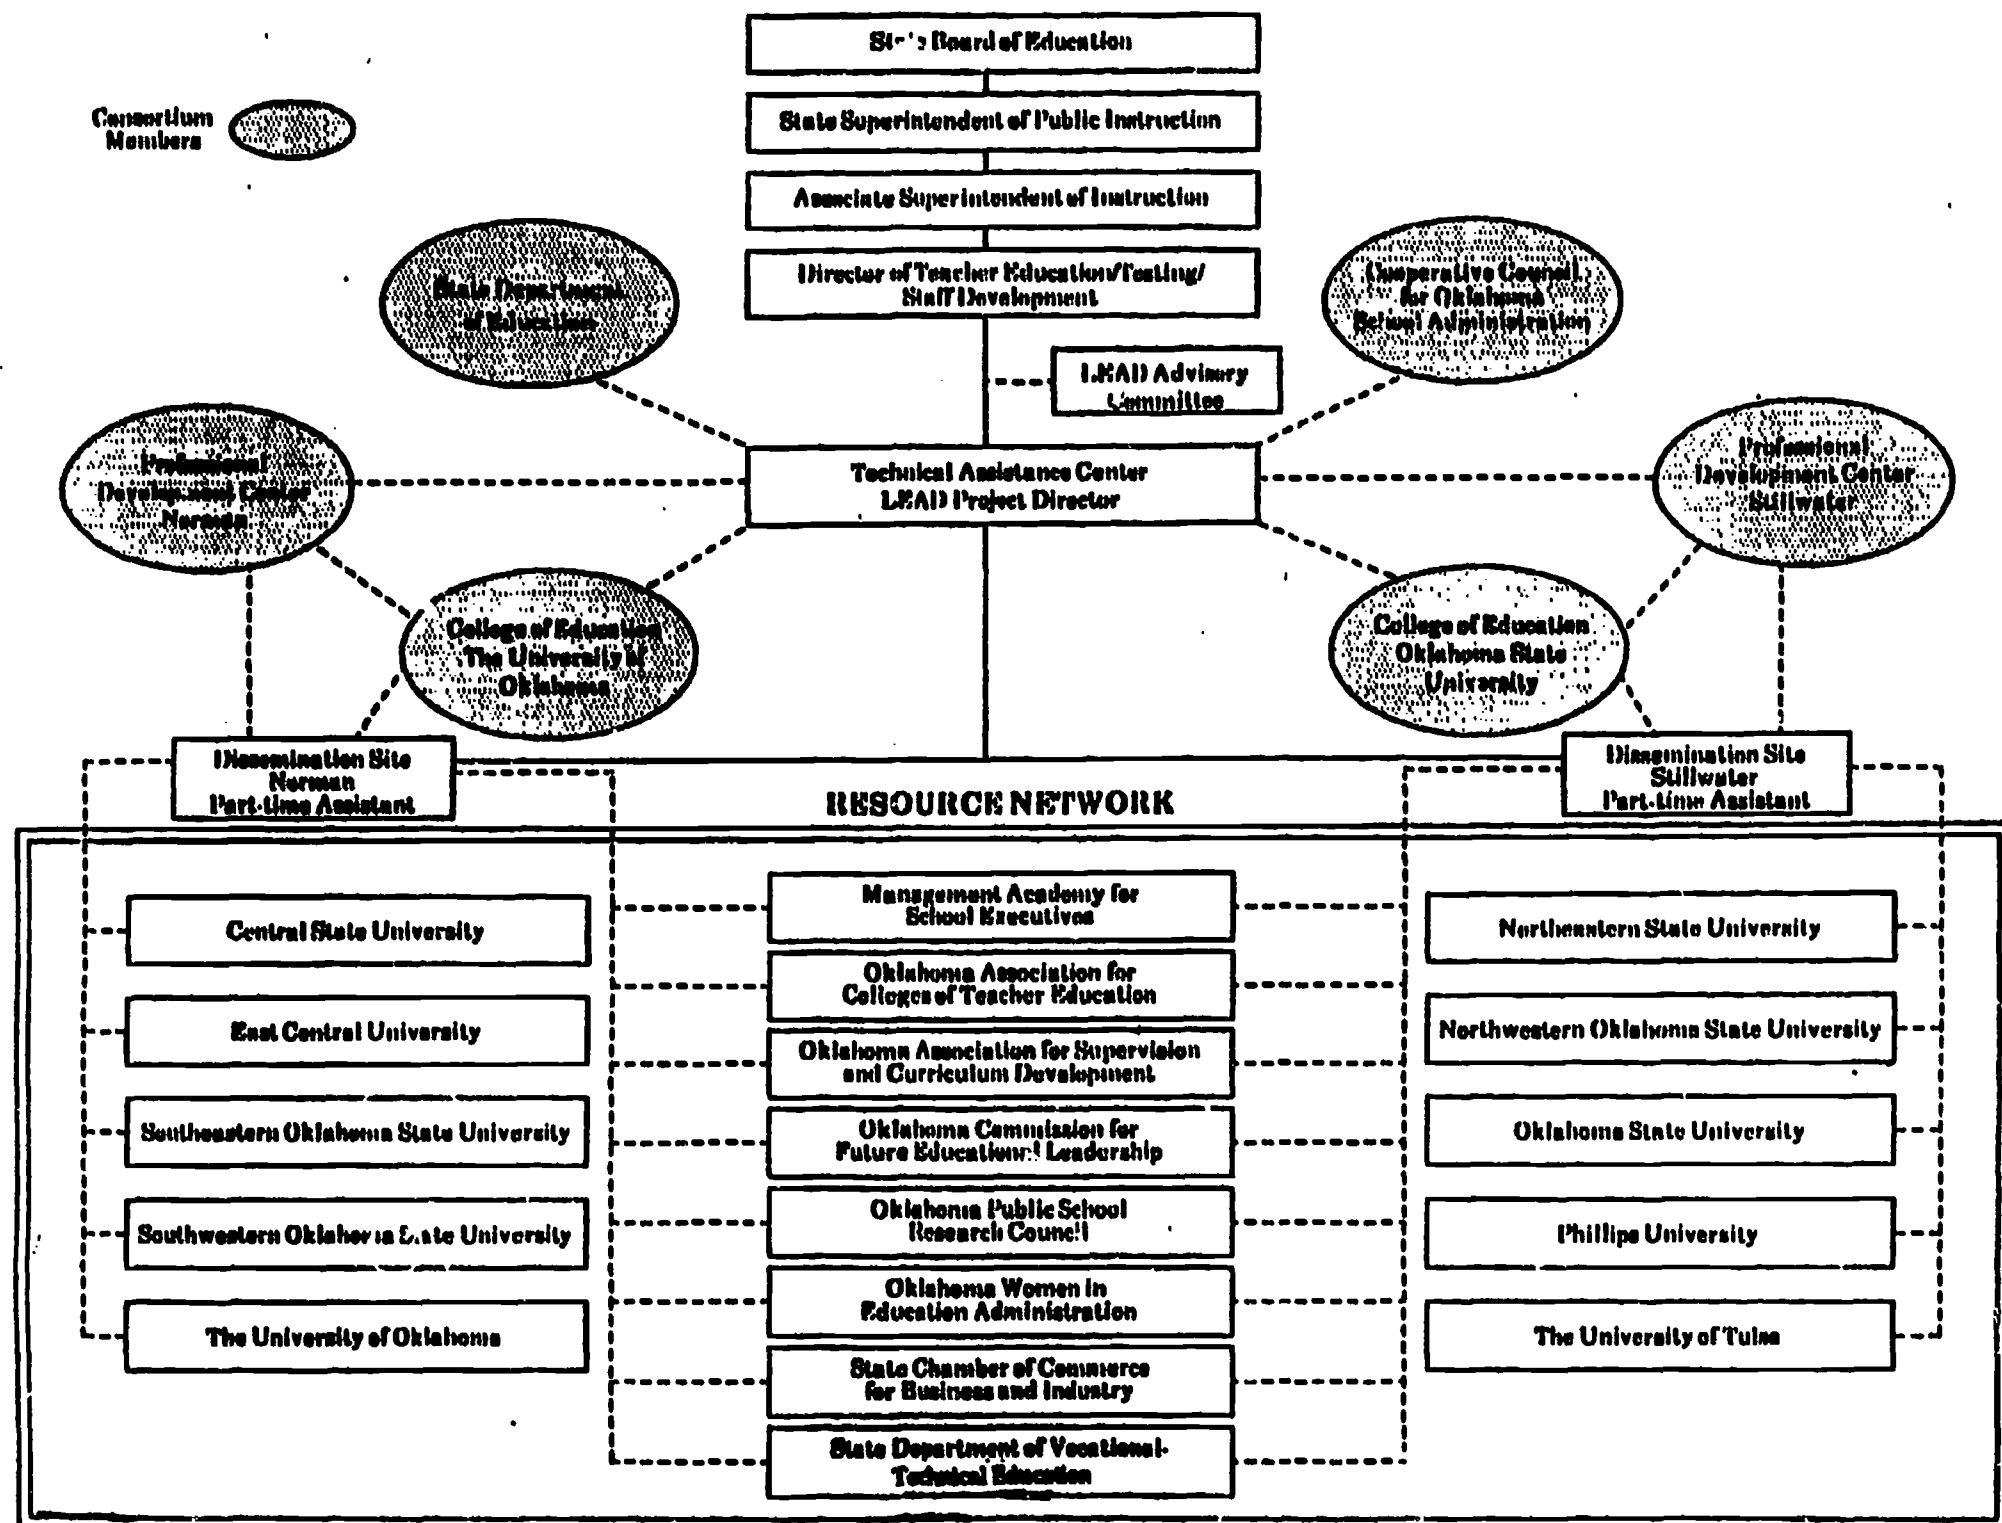 State Board of Education
Consortium
Members
State Superintendent of Public Instruction
Associate Superintendent of Instruction
Director of Teacher Education/Testing/
Staff Development
State Department
of Education
Cooperative Council
for Oklahoma
School Administration
LEAD Advisory
Committee
Professional
Development Center
Norman
Technical Assistance Center
LEAD Project Director
Professional
Development Center
Stillwater
College of Education
The University of
Oklahoma
College of Education
Oklahoma State
University
Dissemination Site
Norman
Part-time Assistant
Dissemination Site
Stillwater
Part-time Assistant
RESOURCE NETWORK
Central State University
East Central University
Southeastern Oklahoma State University
Southwestern Oklahoma State University
The University of Oklahoma
Management Academy for
School Executives
Oklahoma Association for
Colleges of Teacher Education
Oklahoma Association for Supervision
and Curriculum Development
Oklahoma Commission for
Future Educational Leadership
Oklahoma Public School
Research Council
Oklahoma Women in
Education Administration
State Chamber of Commerce
for Business and Industry
State Department of Vocational-
Technical Education
Northeastern State University
Northwestern Oklahoma State University
Oklahoma State University
Phillips University
The University of Tulsa